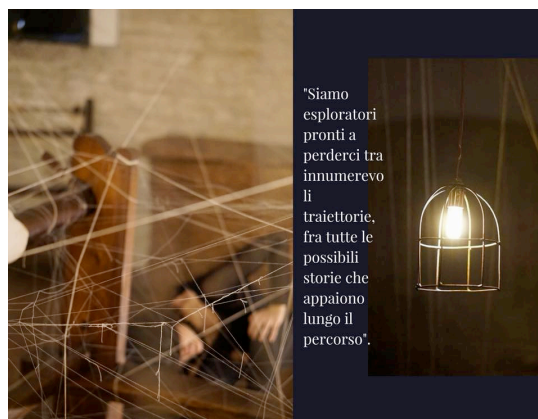 "Siamo
esploratori
pronti a
perderci tra
innumerevo
li
traiettorie,
fra tutte le
possibili
storie che
appaiono
lungo il
percorso".